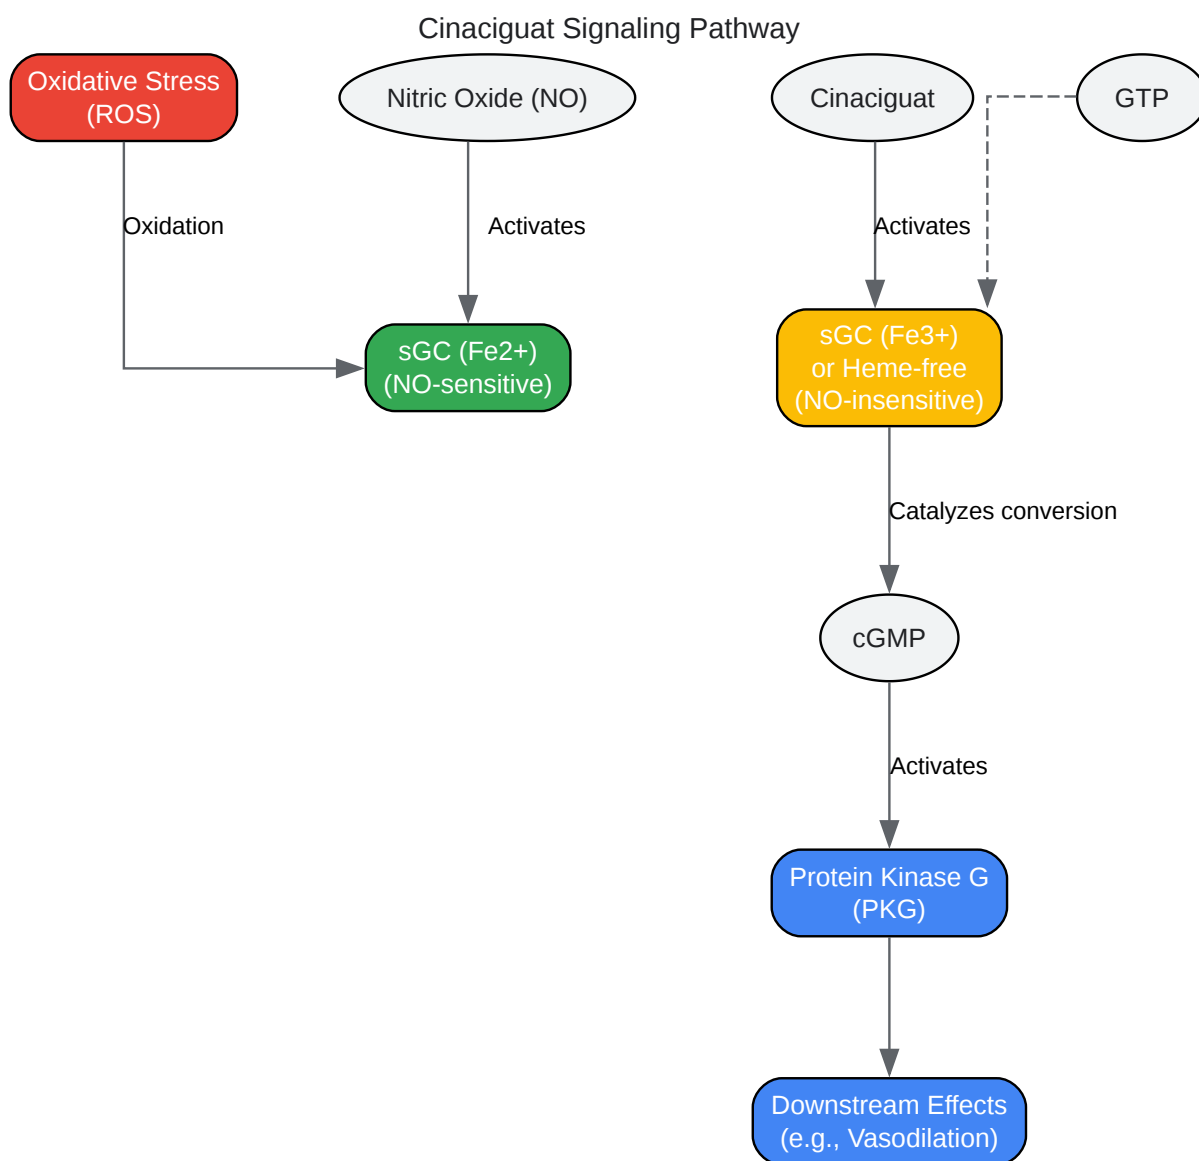 Cinaciguat Signaling Pathway
Oxidative Stress
(ROS)
Nitric Oxide (NO)
Cinaciguat
GTP
Oxidation
Activates
Activates
sGC (Fe2+)
(NO-sensitive)
sGC (Fe3+)
or Heme-free
(NO-insensitive)
Catalyzes conversion
cGMP
Activates
Protein Kinase G
(PKG)
Downstream Effects
(e.g., Vasodilation)